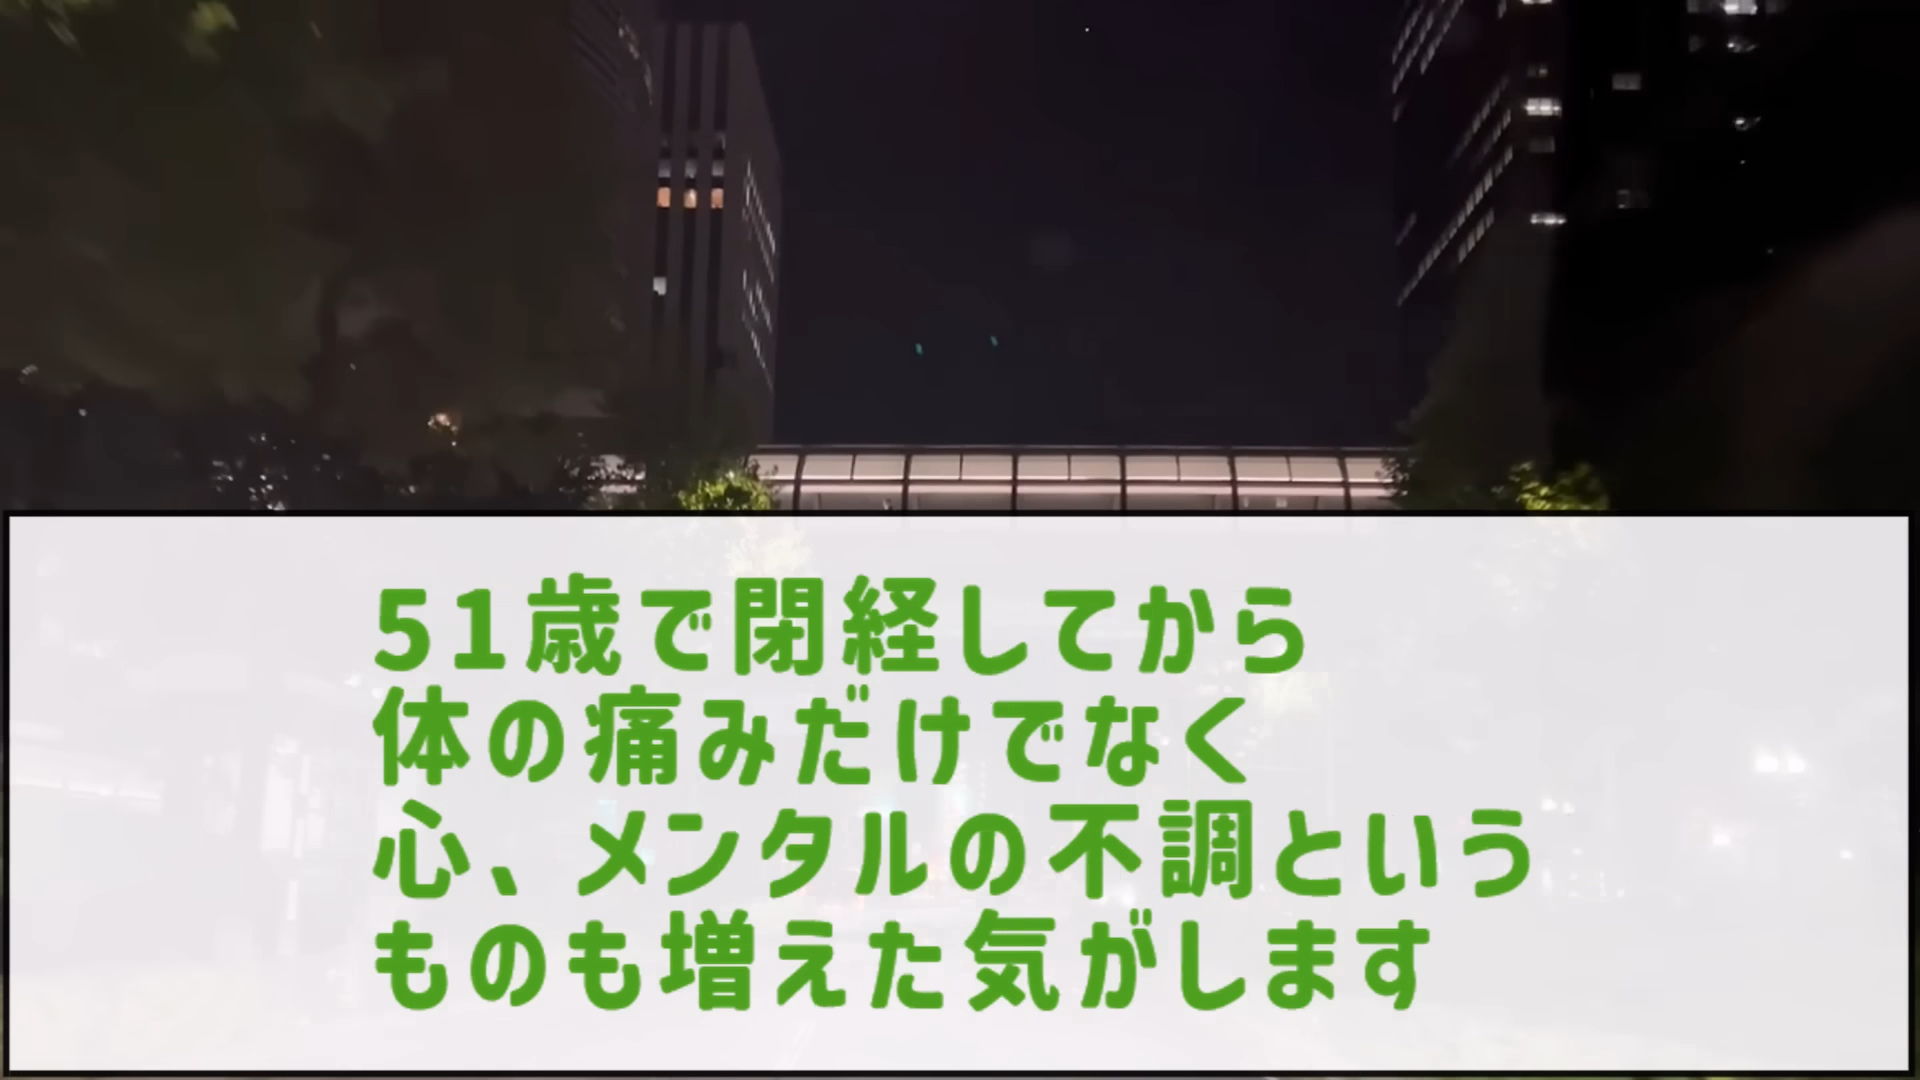 51歳で閉経してから
体の痛みだけでなく
心、メンタルの不調という
ものも増えた気がします